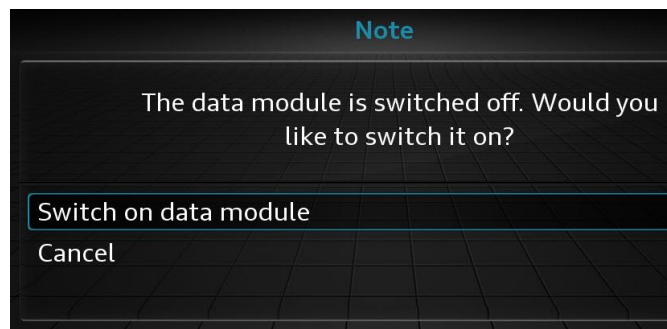 Note
The data module is switched off. Would you
like to switch it on?
Switch on data module
Cancel